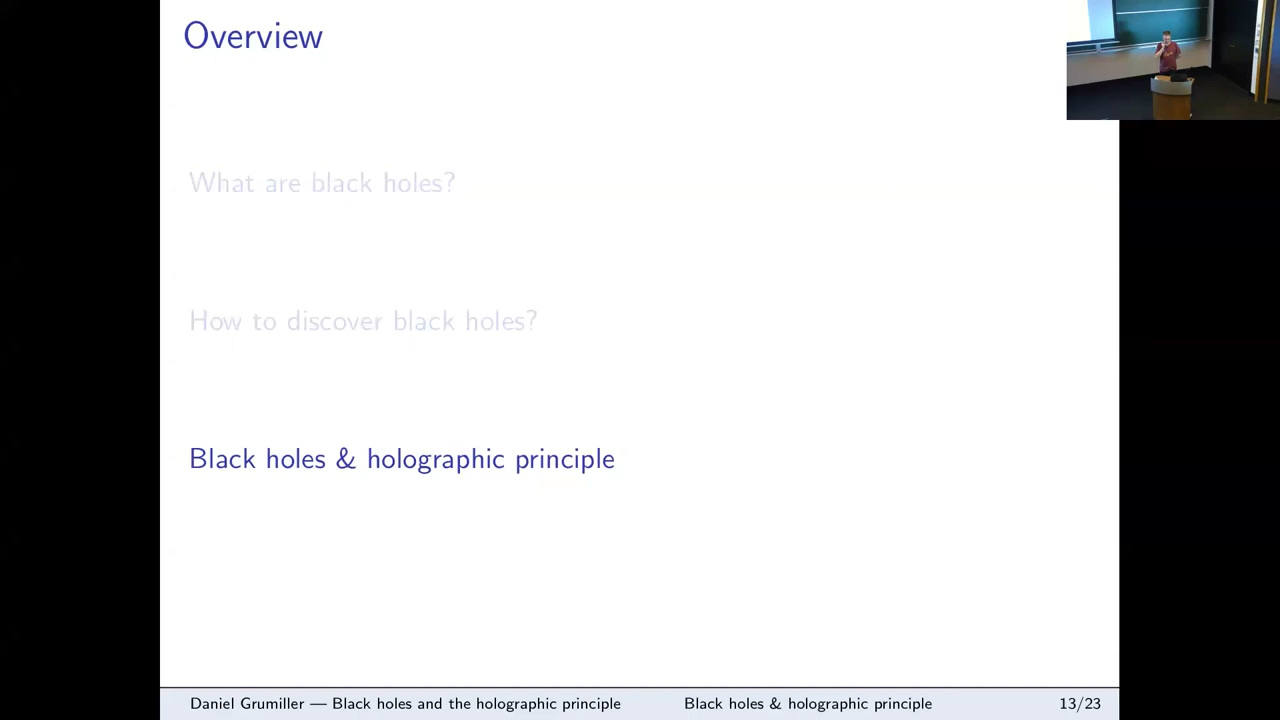 Overview
What are black holes?
How to discover black holes?
Black holes & holographic principle
Daniel Grumiller — Black holes and the holographic principle
Black holes & holographic principle
13/23